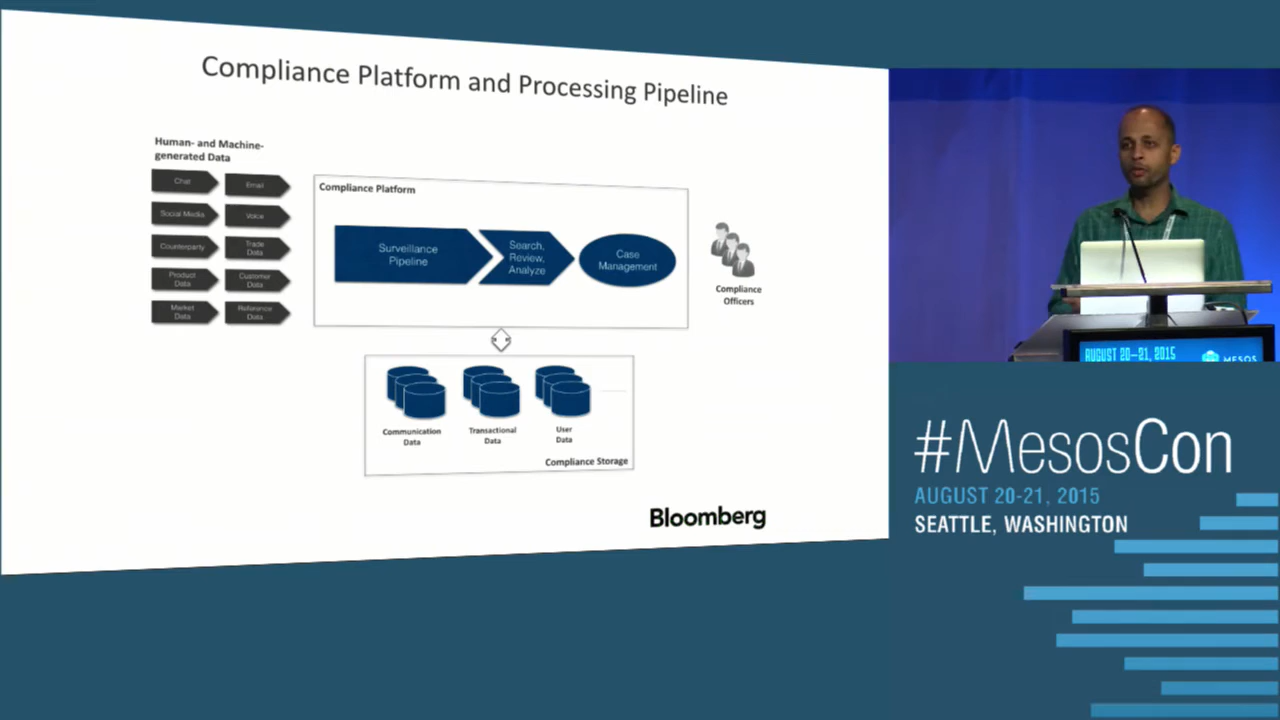 Compliance Platform and Processing Pipeline
Human- and Machine-
generated Data
Chat
Email
Social Media
Voice
Counterparty
Trade
Data
Product
Data
Customer
Data
Market
Data
Reference
Data
Compliance Platform
Surveillance
Pipeline
Search,
Review,
Analyze
Case
Management
Compliance
Officers
Communication
Data
Transactional
Data
User
Data
Compliance Storage
Bloomberg
AUGUST 20-21, 2015
MESOS
#MesosCon
AUGUST 20-21, 2015
SEATTLE, WASHINGTON